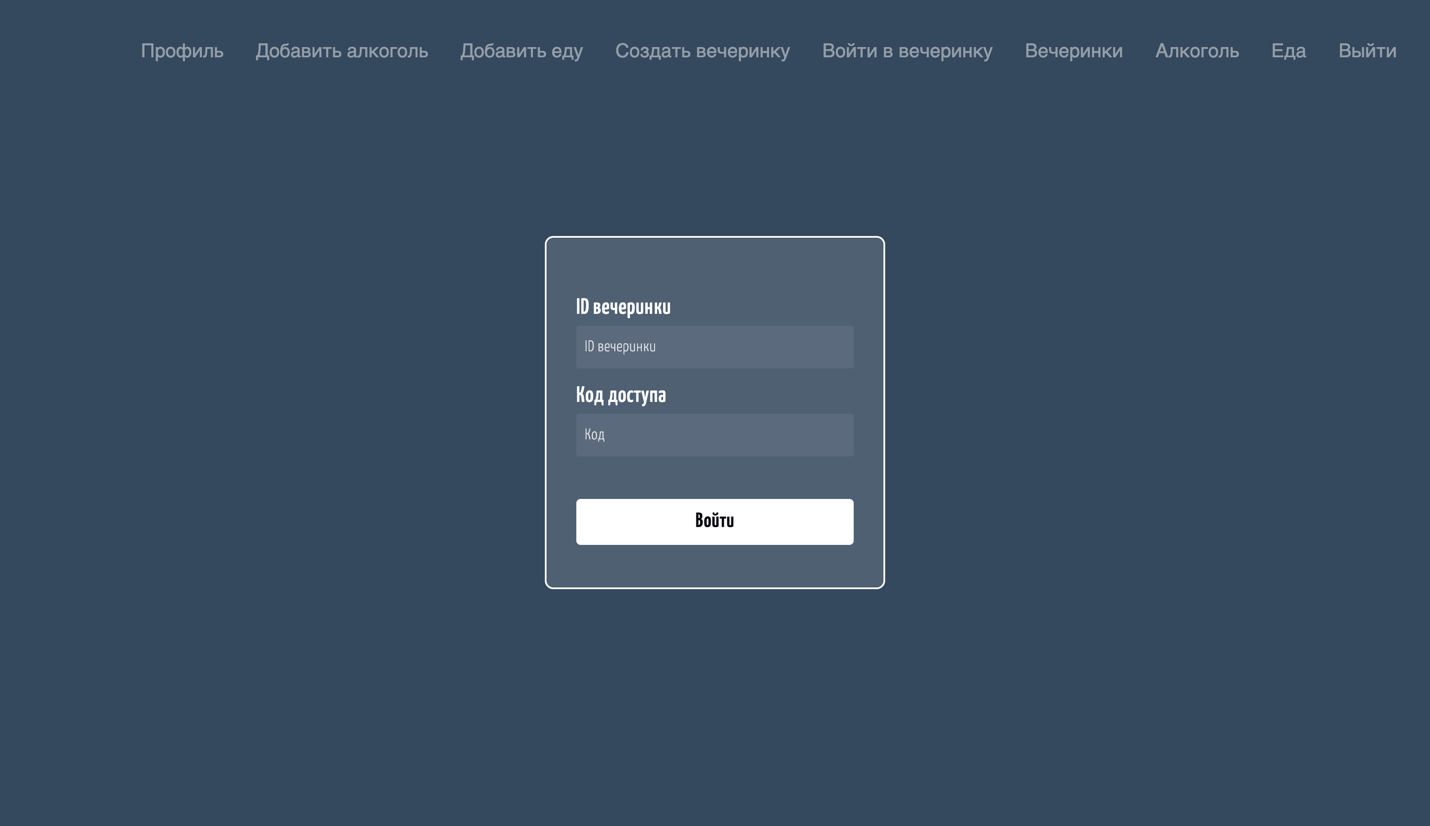 Профиль Добавить алкоголь Добавить еду Создать вечеринку Войти в вечеринку Вечеринки Алкоголь Еда Выйти
ID вечеринки
ID вечеринки
Код доступа
Код
Войти